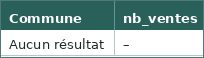 Commune nb_ventes
Aucun résultat –